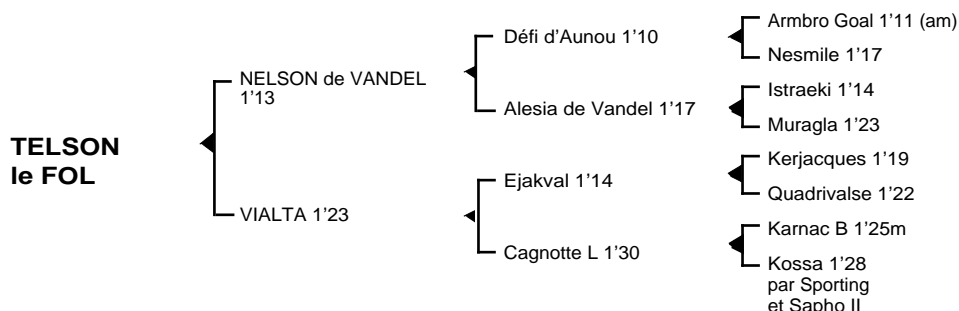 TELSON
le FOL
NELSON de VANDEL
1’13
VIALTA 1’23
Défi d'Aunou 1’10
Alesia de Vandel 1’17
Ejakval 1’14
Cagnotte L 1’30
Armbro Goal 1’11 (am)
Nesmile 1’17
Istraeki 1’14
Muragla 1’23
Kerjacques 1’19
Quadrivalse 1’22
Karnac B 1’25m
Kossa 1’28
par Sporting
et Sapho II